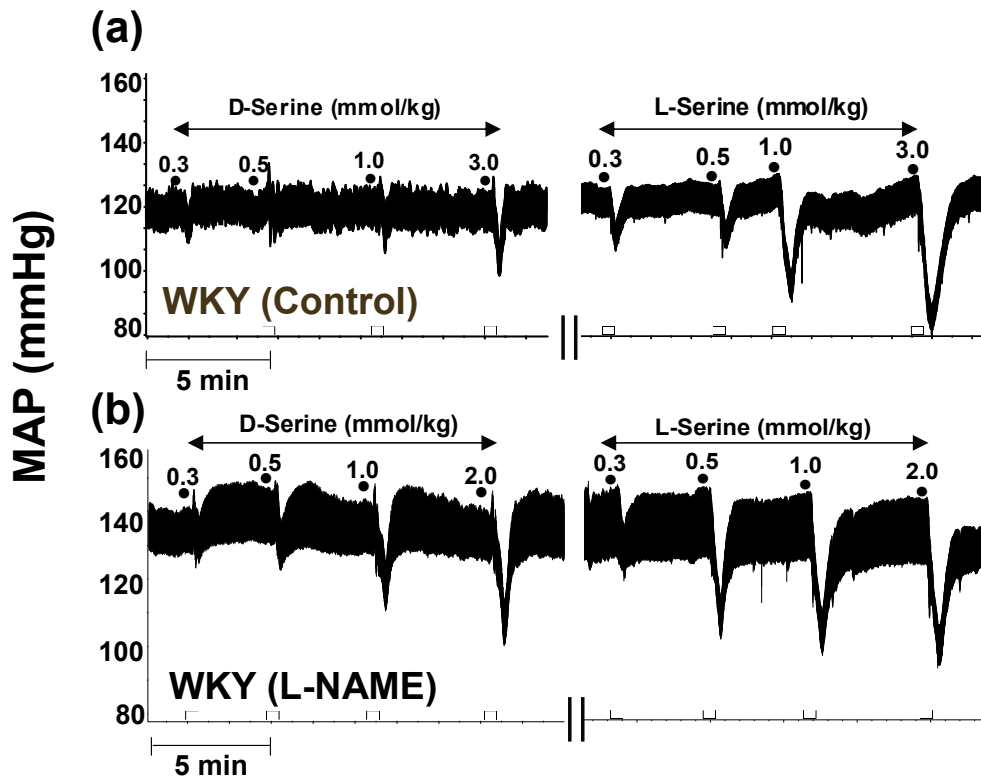 (a)
MAP (mmHg)
160
140
120
100
80
D-Serine (mmol/kg)
0.3 0.5 1.0 3.0
L-Serine (mmol/kg)
0.3 0.5 1.0 3.0
WKY (Control)
5 min
(b)
160
140
120
100
80
D-Serine (mmol/kg)
0.3 0.5 1.0 2.0
L-Serine (mmol/kg)
0.3 0.5 1.0 2.0
WKY (L-NAME)
5 min